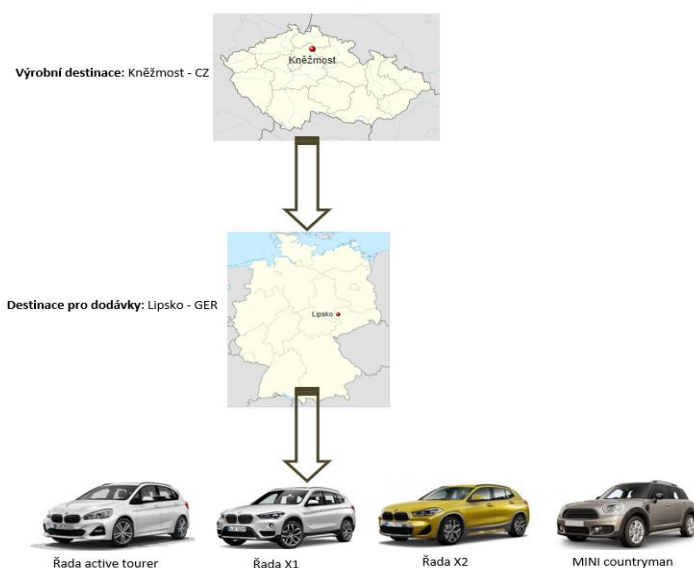 Kněžmost
Výrobní destinace: Kněžmost - CZ
Destinace pro dodávky: Lipsko - GER
Lipsko
Řada active tourer
Řada X1
Řada X2
MINI countryman